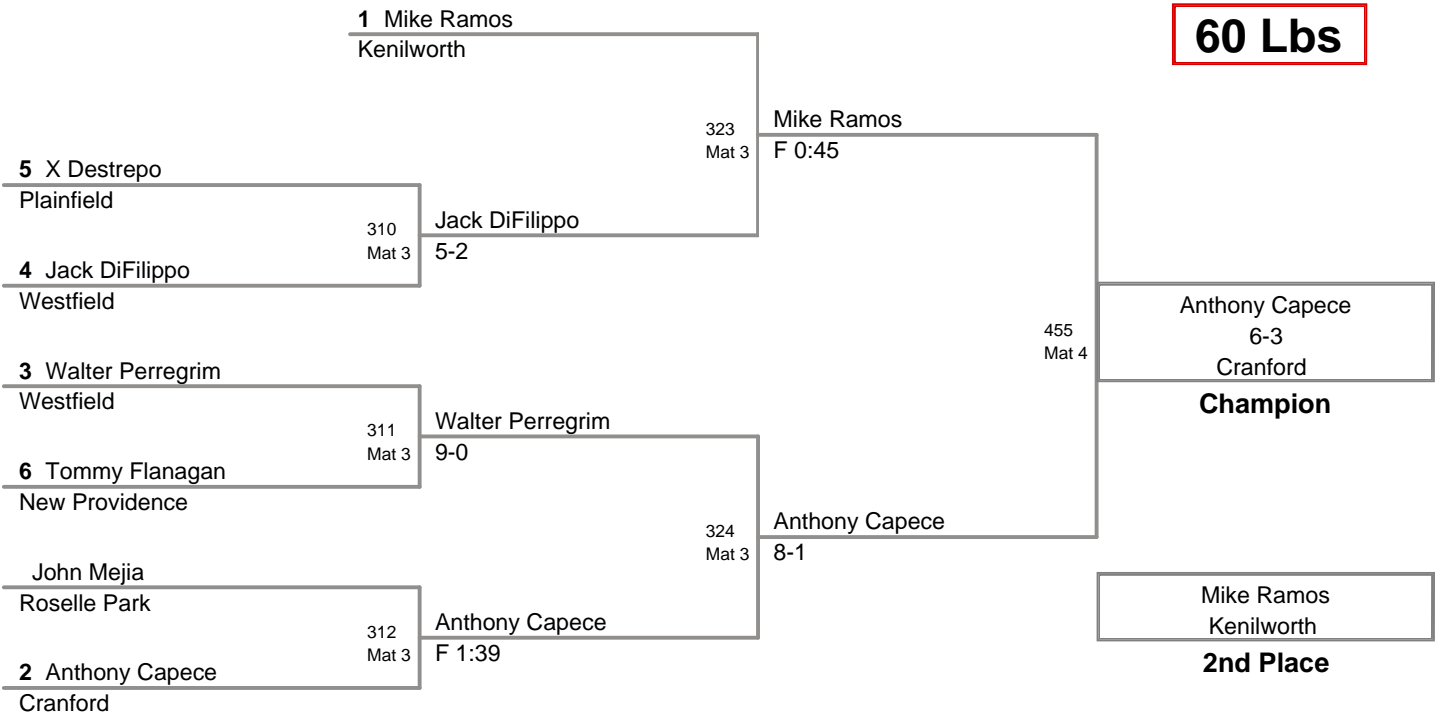 1 Mike Ramos
Kenilworth
60 Lbs
323
Mat 3
Mike Ramos
F 0:45
5 X Destrepo
Plainfield
310
Mat 3
Jack DiFilippo
5-2
4 Jack DiFilippo
Westfield
455
Mat 4
Anthony Capece
6-3
Cranford
Champion
3 Walter Perregrim
Westfield
311
Mat 3
Walter Perregrim
9-0
6 Tommy Flanagan
New Providence
324
Mat 3
Anthony Capece
8-1
John Mejia
Roselle Park
312
Mat 3
Anthony Capece
F 1:39
2 Anthony Capece
Cranford
Mike Ramos
Kenilworth
2nd Place